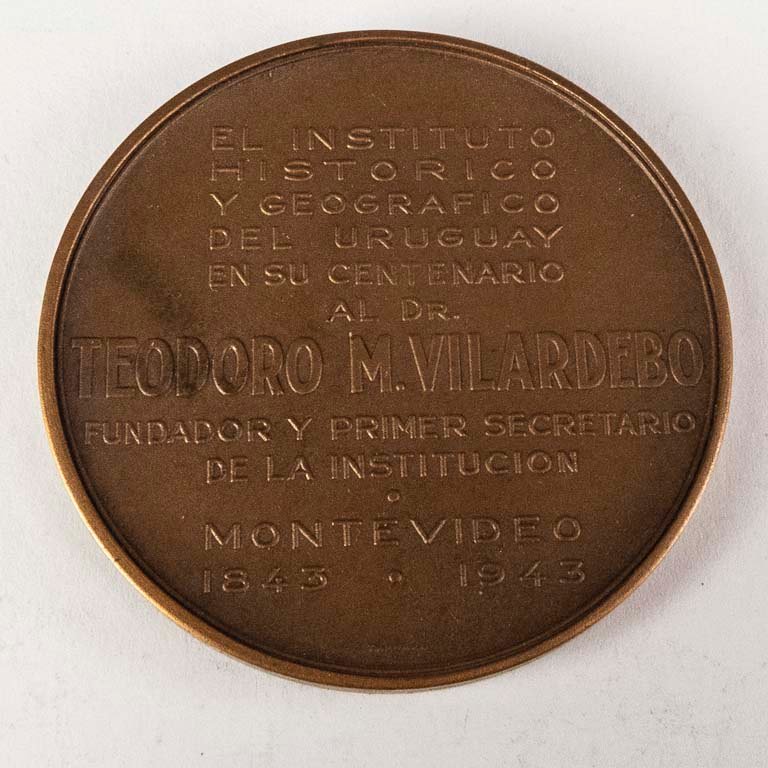 EL INSTITUTO
HISTORICO
Y GEOGRAFICO
DEL URUGUAY
EN SU CENTENARIO
AL DR.
TEODORO M. VILARDEBO
FUNDADOR Y PRIMER SECRETARIO
DE LA INSTITUCION
MONTEVIDEO
1843 • 1943